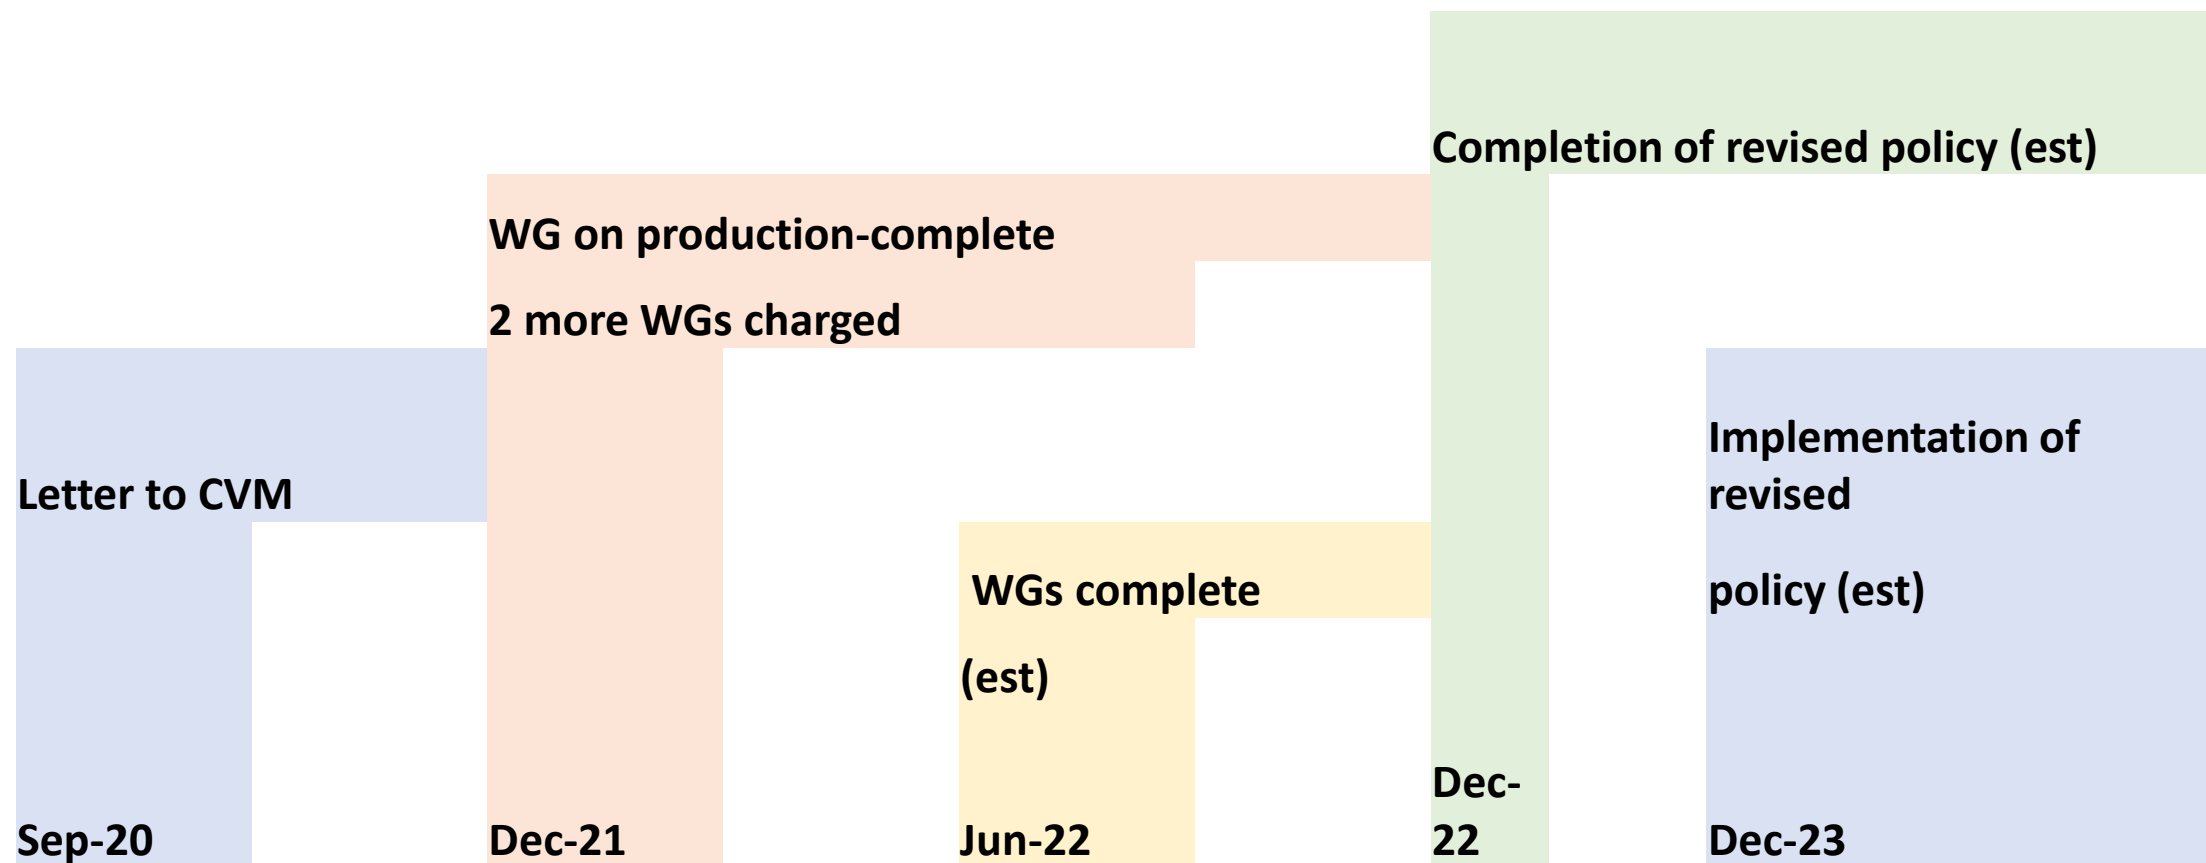 Completion of revised policy (est)
WG on production-complete
2 more WGs charged
Letter to CVM
Implementation of
revised
policy (est)
WGs complete
(est)
Sep-20
Dec-21
Jun-22
Dec-
22
Dec-23